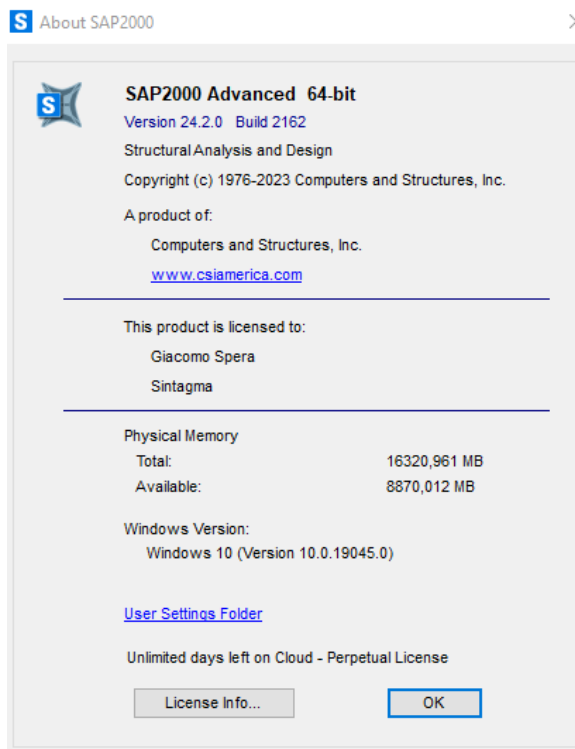 S About SAP2000
S
SAP2000 Advanced 64-bit
Version 24.2.0 Build 2162
Structural Analysis and Design
Copyright (c) 1976-2023 Computers and Structures, Inc.
A product of:
Computers and Structures, Inc.
www.csiamerica.com
This product is licensed to:
Giacomo Spera
Sintagma
Physical Memory
Total: 16320,961 MB
Available: 8870,012 MB
Windows Version:
Windows 10 (Version 10.0.19045.0)
User Settings Folder
Unlimited days left on Cloud - Perpetual License
License Info... OK